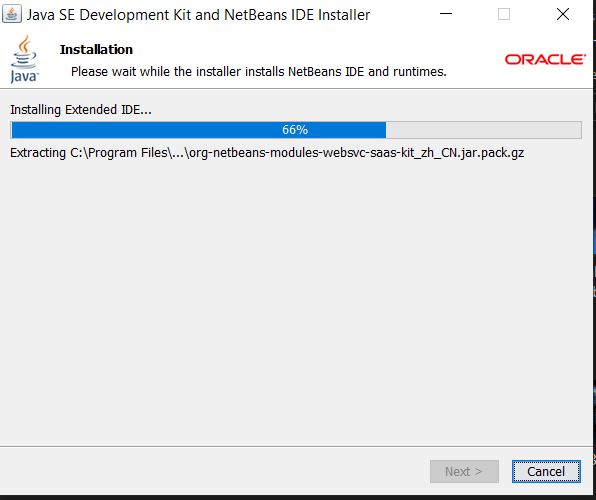 Java SE Development Kit and NetBeans IDE Installer
Installation
Please wait while the installer installs NetBeans IDE and runtimes.
Java
ORACLE
Installing Extended IDE...
66%
Extracting C:\Program Files\...\org-netbeans-modules-websvc-saas-kit_zh_CN.jar.pack.gz
Next >
Cancel